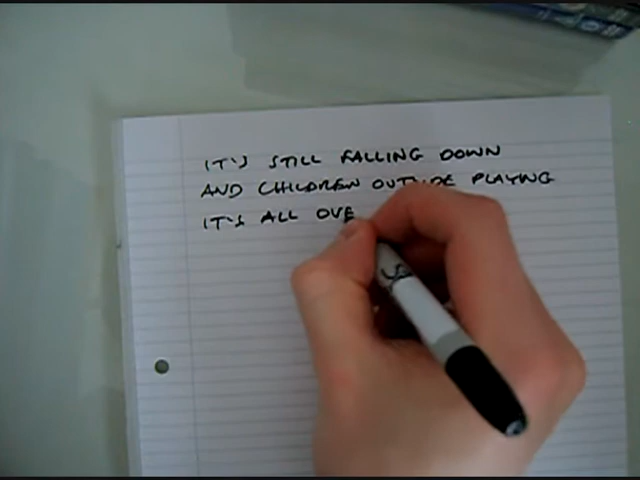 IT'S STILL FALLING DOWN
AND CHILDREN OUTSIDE PLAYING
IT'S ALL OVE